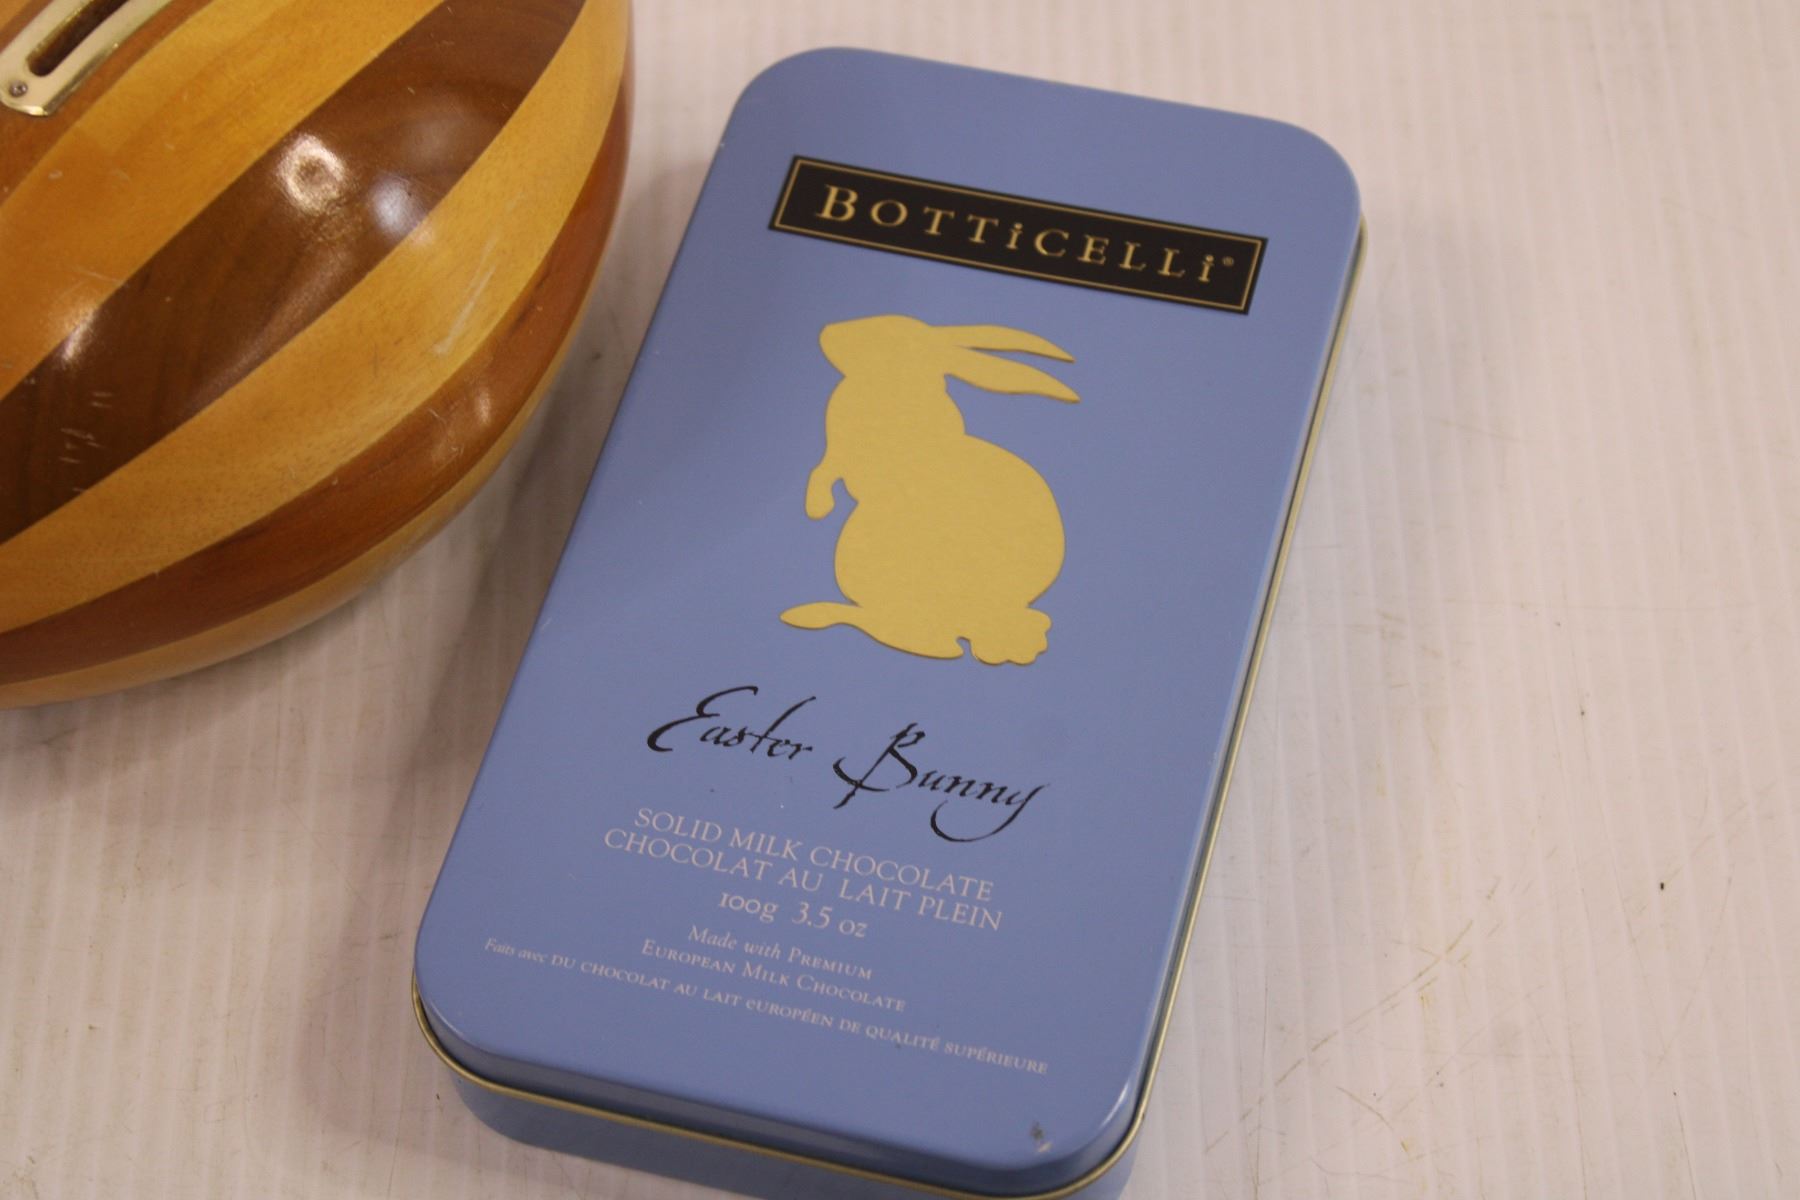 BOTTiCELLi®
Easter Bunny
SOLID MILK CHOCOLATE
CHOCOLAT AU LAIT PLEIN
100g 3.5 oz
Made with PREMIUM
EUROPEAN MILK CHOCOLATE
Faits avec DU CHOCOLAT AU LAIT eUROPÉEN DE QUALITÉ SUPÉRIEURE